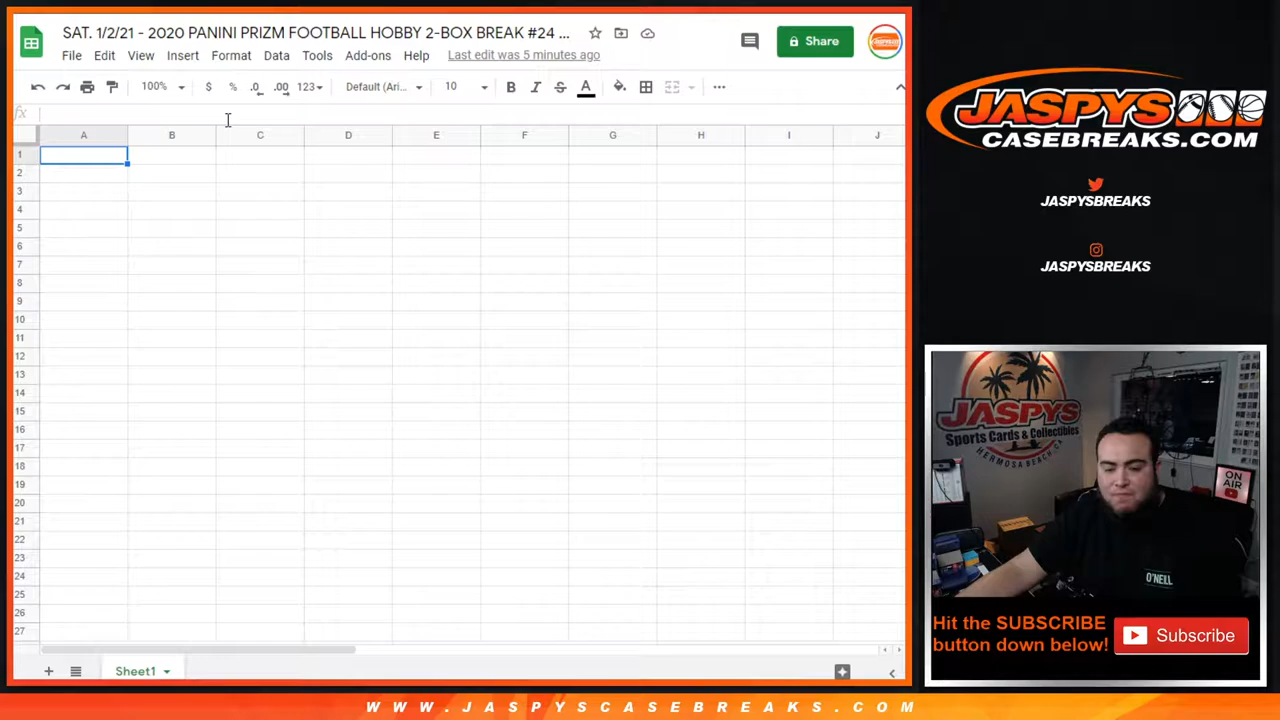 SAT. 1/2/21 - 2020 PANINI PRIZM FOOTBALL HOBBY 2-BOX BREAK #24 ...
File Edit View Insert Format Data Tools Add-ons Help Last edit was 5 minutes ago
Share
100% $ % .0 .00 123 Default (Ari... 10 B I S A ...
fx
A B C D E F G H I J
1
2
3
4
5
6
7
8
9
10
11
12
13
14
15
16
17
18
19
20
21
22
23
24
25
26
27
+ Sheet1
JASPYS
CASEBREAKS.COM
JASPYSBREAKS
JASPYSBREAKS
JASPYS
Sports Cards & Collectibles
HERMOSA BEACH, CA
ON
AIR
O'NEILL
Hit the SUBSCRIBE
button down below!
Subscribe
WWW.JASPYSCASEBREAKS.COM